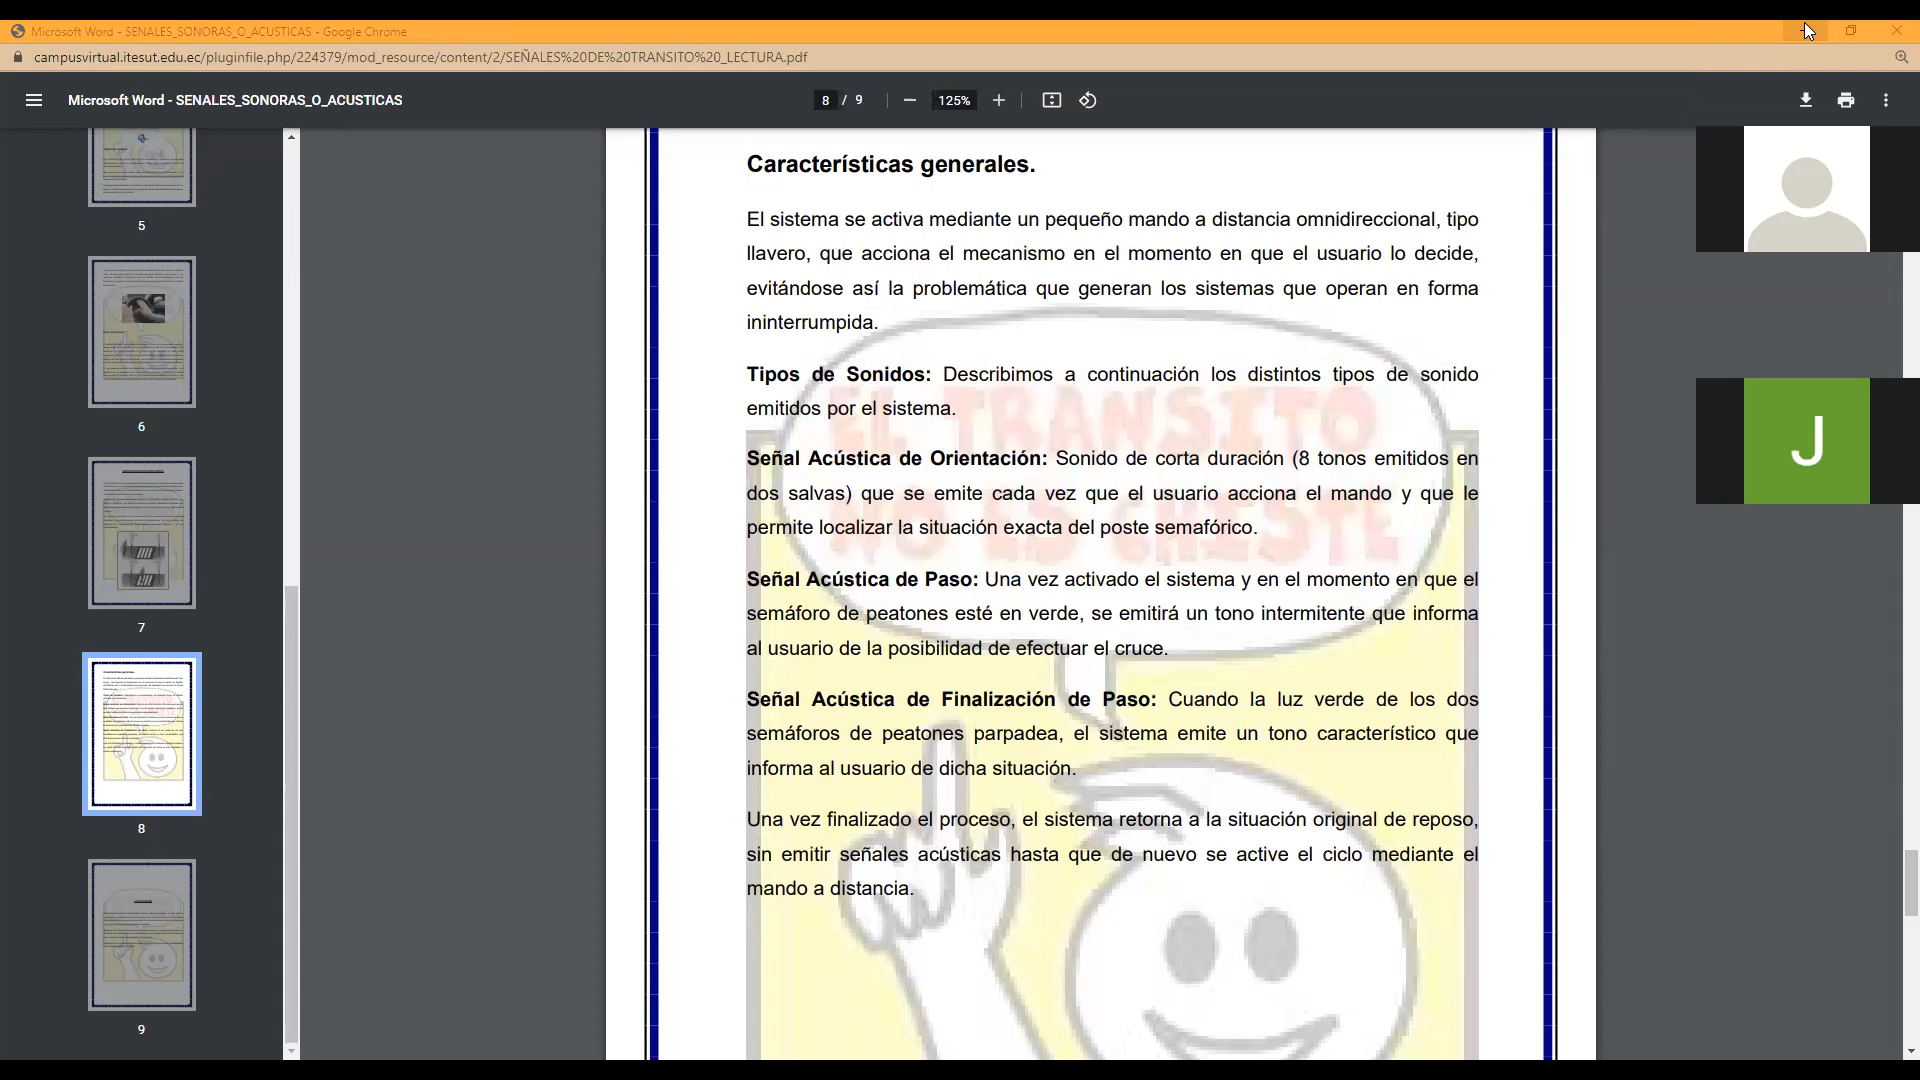 Microsoft Word - SENALES_SONORAS_O_ACUSTICAS - Google Chrome
campusvirtual.itesut.edu.ec/pluginfile.php/224379/mod_resource/content/2/SEÑALES%20DE%20TRANSITO%20_LECTURA.pdf
Microsoft Word - SENALES_SONORAS_O_ACUSTICAS
8 / 9
125%
5
6
7
8
9
Características generales.
El sistema se activa mediante un pequeño mando a distancia omnidireccional, tipo
llavero, que acciona el mecanismo en el momento en que el usuario lo decide,
evitándose así la problemática que generan los sistemas que operan en forma
ininterrumpida.
Tipos de Sonidos: Describimos a continuación los distintos tipos de sonido
emitidos por el sistema.
Señal Acústica de Orientación: Sonido de corta duración (8 tonos emitidos en
dos salvas) que se emite cada vez que el usuario acciona el mando y que le
permite localizar la situación exacta del poste semafórico.
Señal Acústica de Paso: Una vez activado el sistema y en el momento en que el
semáforo de peatones esté en verde, se emitirá un tono intermitente que informa
al usuario de la posibilidad de efectuar el cruce.
Señal Acústica de Finalización de Paso: Cuando la luz verde de los dos
semáforos de peatones parpadea, el sistema emite un tono característico que
informa al usuario de dicha situación.
Una vez finalizado el proceso, el sistema retorna a la situación original de reposo,
sin emitir señales acústicas hasta que de nuevo se active el ciclo mediante el
mando a distancia.
EL TRANSITO
NO ES CHISTE
J